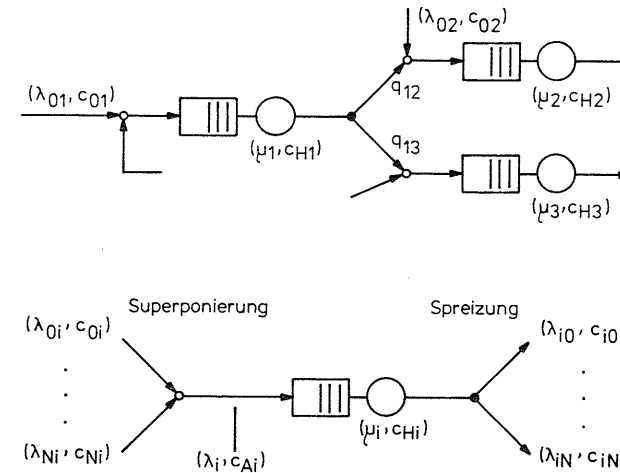 (λ02, c02)
(λ01, c01)
q12
(μ2, cH2)
(μ1, cH1)
q13
(μ3, cH3)
Superponierung
Spreizung
(λ0i, c0i)
(λi0, ci0
(μi, cHi)
(λNi, cNi)
(λi, cAi)
(λiN, ciN